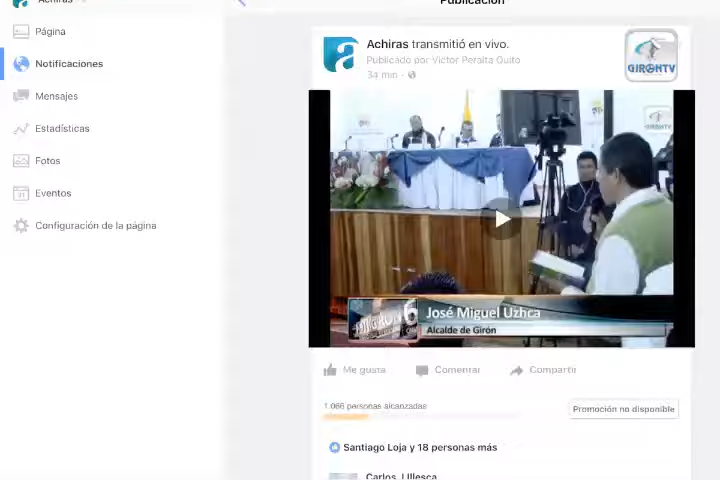 Achiras
Publicación
Página
Notificaciones
Mensajes
Estadísticas
Fotos
Eventos
Configuración de la página
Achiras transmitió en vivo.
Publicado por Victor Peralta Quito
34 min ·
GIRONTV
José Miguel Uzhca
Alcalde de Girón
Me gusta
Comentar
Compartir
1.066 personas alcanzadas
Promoción no disponible
Santiago Loja y 18 personas más
Carlos Ullesca